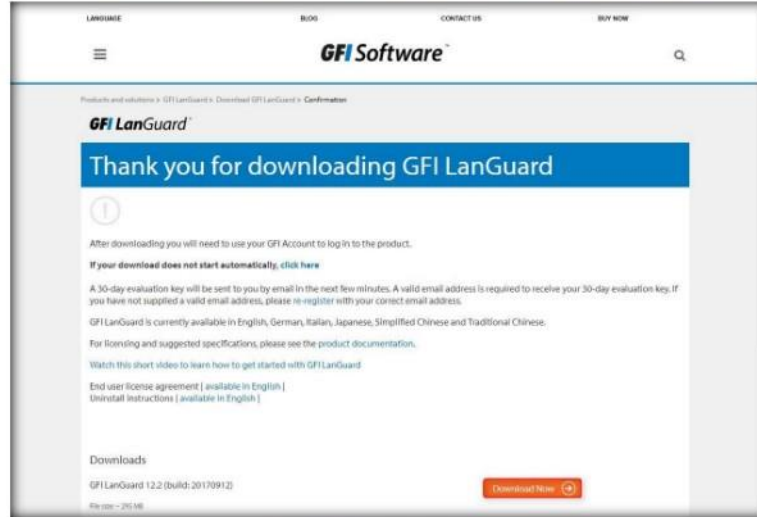 LANGUAGE BLOG CONTACT US BUY NOW
GFI Software
Products and solutions > GFI LanGuard > Download GFI LanGuard > Confirmation
GFI LanGuard
Thank you for downloading GFI LanGuard
After downloading you will need to use your GFI Account to log in to the product.
If your download does not start automatically, click here
A 30-day evaluation key will be sent to you by email in the next few minutes. A valid email address is required to receive your 30-day evaluation key. If
you have not supplied a valid email address, please re-register with your correct email address.
GFI LanGuard is currently available in English, German, Italian, Japanese, Simplified Chinese and Traditional Chinese.
For licensing and suggested specifications, please see the product documentation.
Watch this short video to learn how to get started with GFI LanGuard
End user license agreement | available in English |
Uninstall instructions | available in English |
Downloads
GFI LanGuard 12.2 (build: 20170912)
Download Now
File size ~ 295 MB